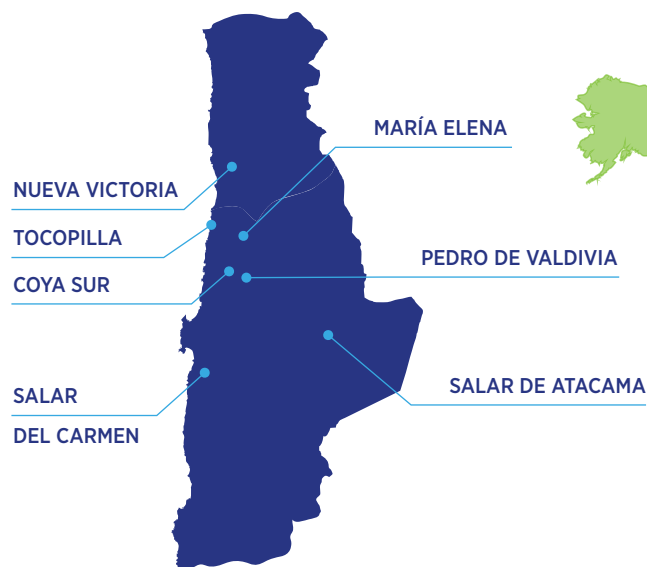 MARÍA ELENA
NUEVA VICTORIA
TOCOPILLA
PEDRO DE VALDIVIA
COYA SUR
SALAR DE ATACAMA
SALAR
DEL CARMEN